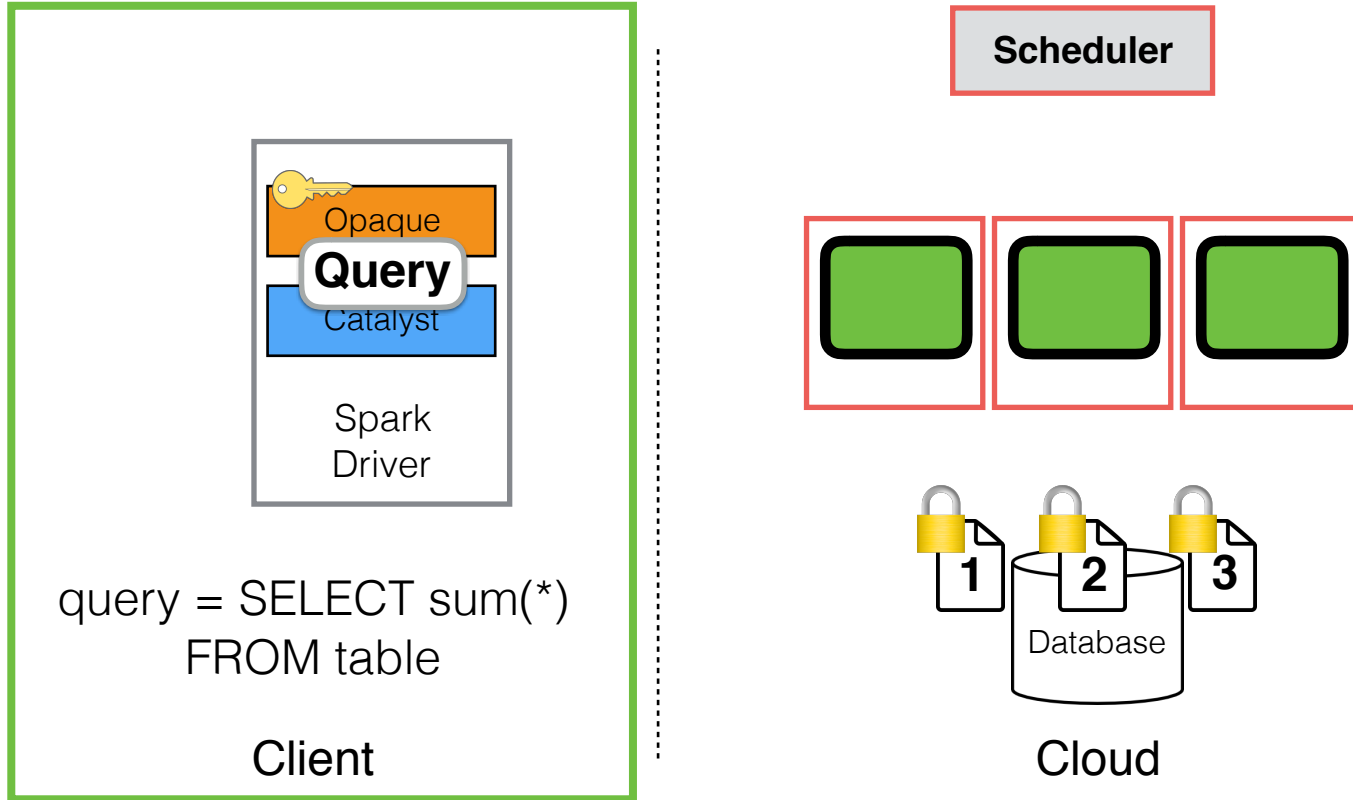 Opaque
Query
Catalyst
Spark
Driver
query = SELECT sum(*)
FROM table
Client
Scheduler
1
2
3
Database
Cloud